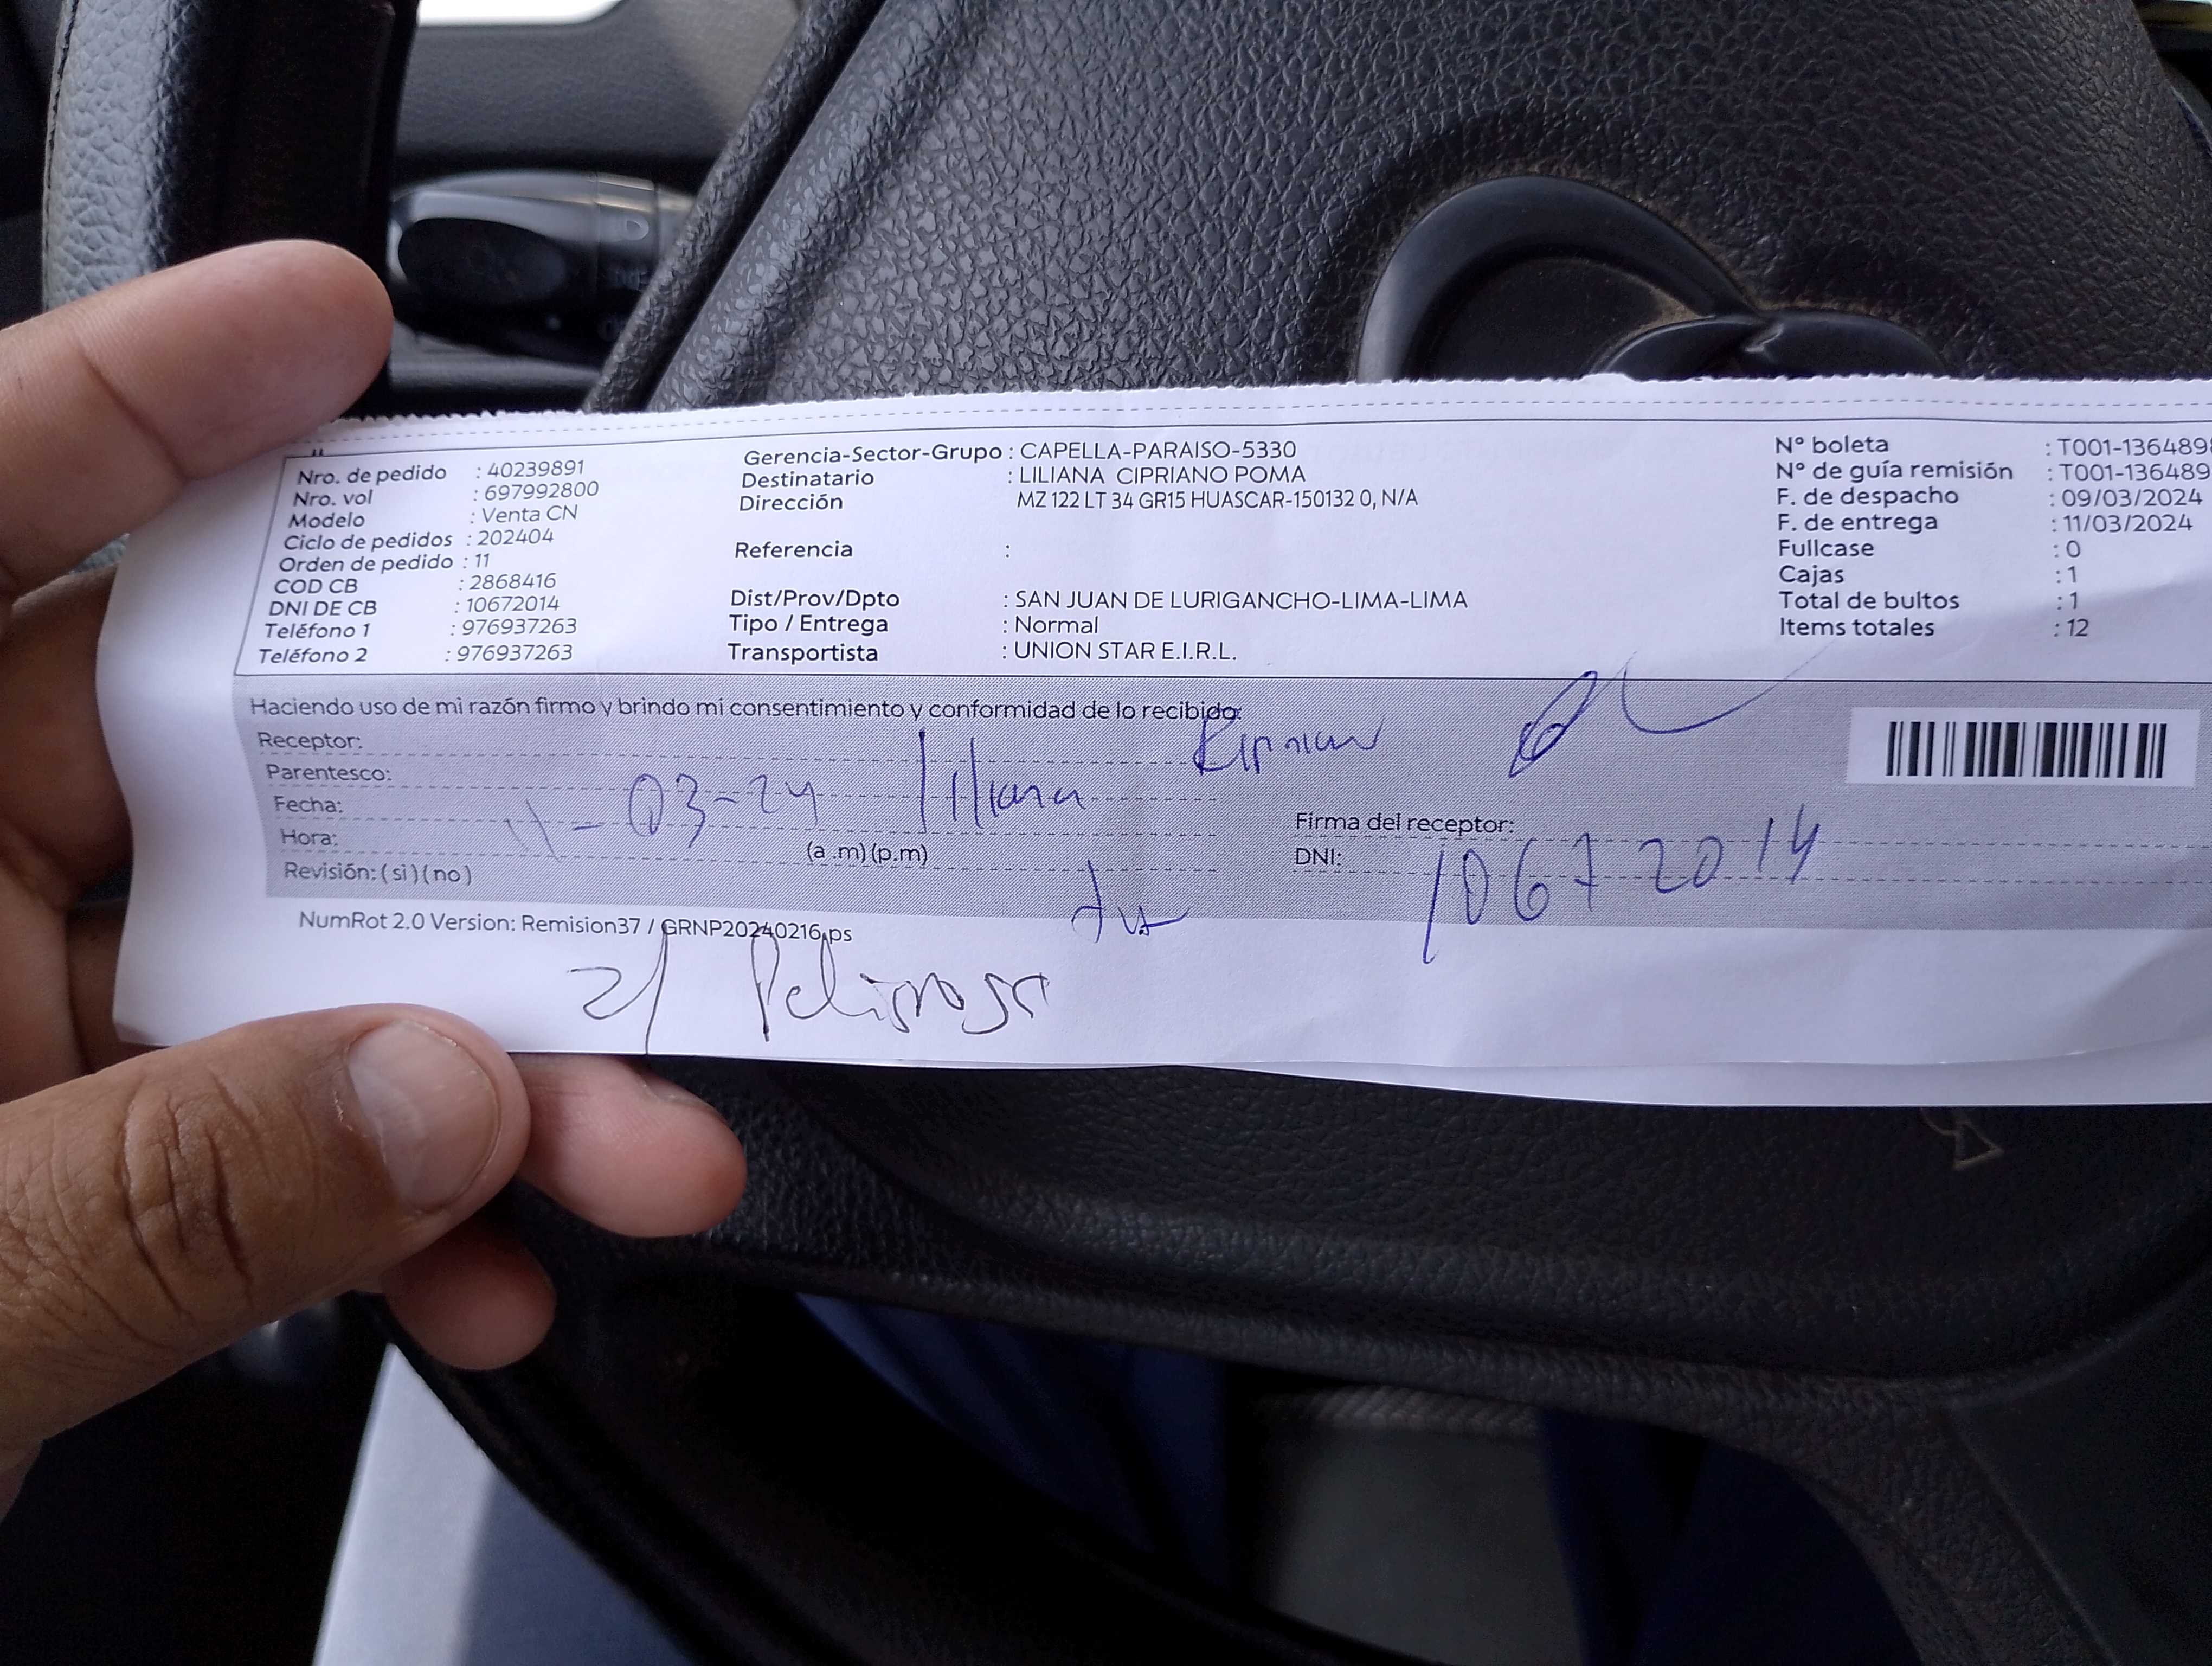 Nro. de pedido : 40239891
Nro. vol : 697992800
Modelo : Venta CN
Ciclo de pedidos : 202404
Orden de pedido : 11
COD CB : 2868416
DNI DE CB : 10672014
Teléfono 1 : 976937263
Teléfono 2 : 976937263
Gerencia-Sector-Grupo : CAPELLA-PARAISO-5330
Destinatario : LILIANA CIPRIANO POMA
Dirección MZ 122 LT 34 GR15 HUASCAR-150132 0, N/A
Referencia :
Dist/Prov/Dpto : SAN JUAN DE LURIGANCHO-LIMA-LIMA
Tipo / Entrega : Normal
Transportista : UNION STAR E.I.R.L.
N° boleta : T001-136489
N° de guía remisión : T001-136489
F. de despacho : 09/03/2024
F. de entrega : 11/03/2024
Fullcase : 0
Cajas : 1
Total de bultos : 1
Items totales : 12
Haciendo uso de mi razón firmo y brindo mi consentimiento y conformidad de lo recibido:
Receptor:
Parentesco:
Fecha: 11-03-24 Liliana
Hora: (a .m) (p.m)
Revisión: ( si ) ( no )
Firma del receptor:
DNI: 10672014
NumRot 2.0 Version: Remision37 / GRNP20240216.ps